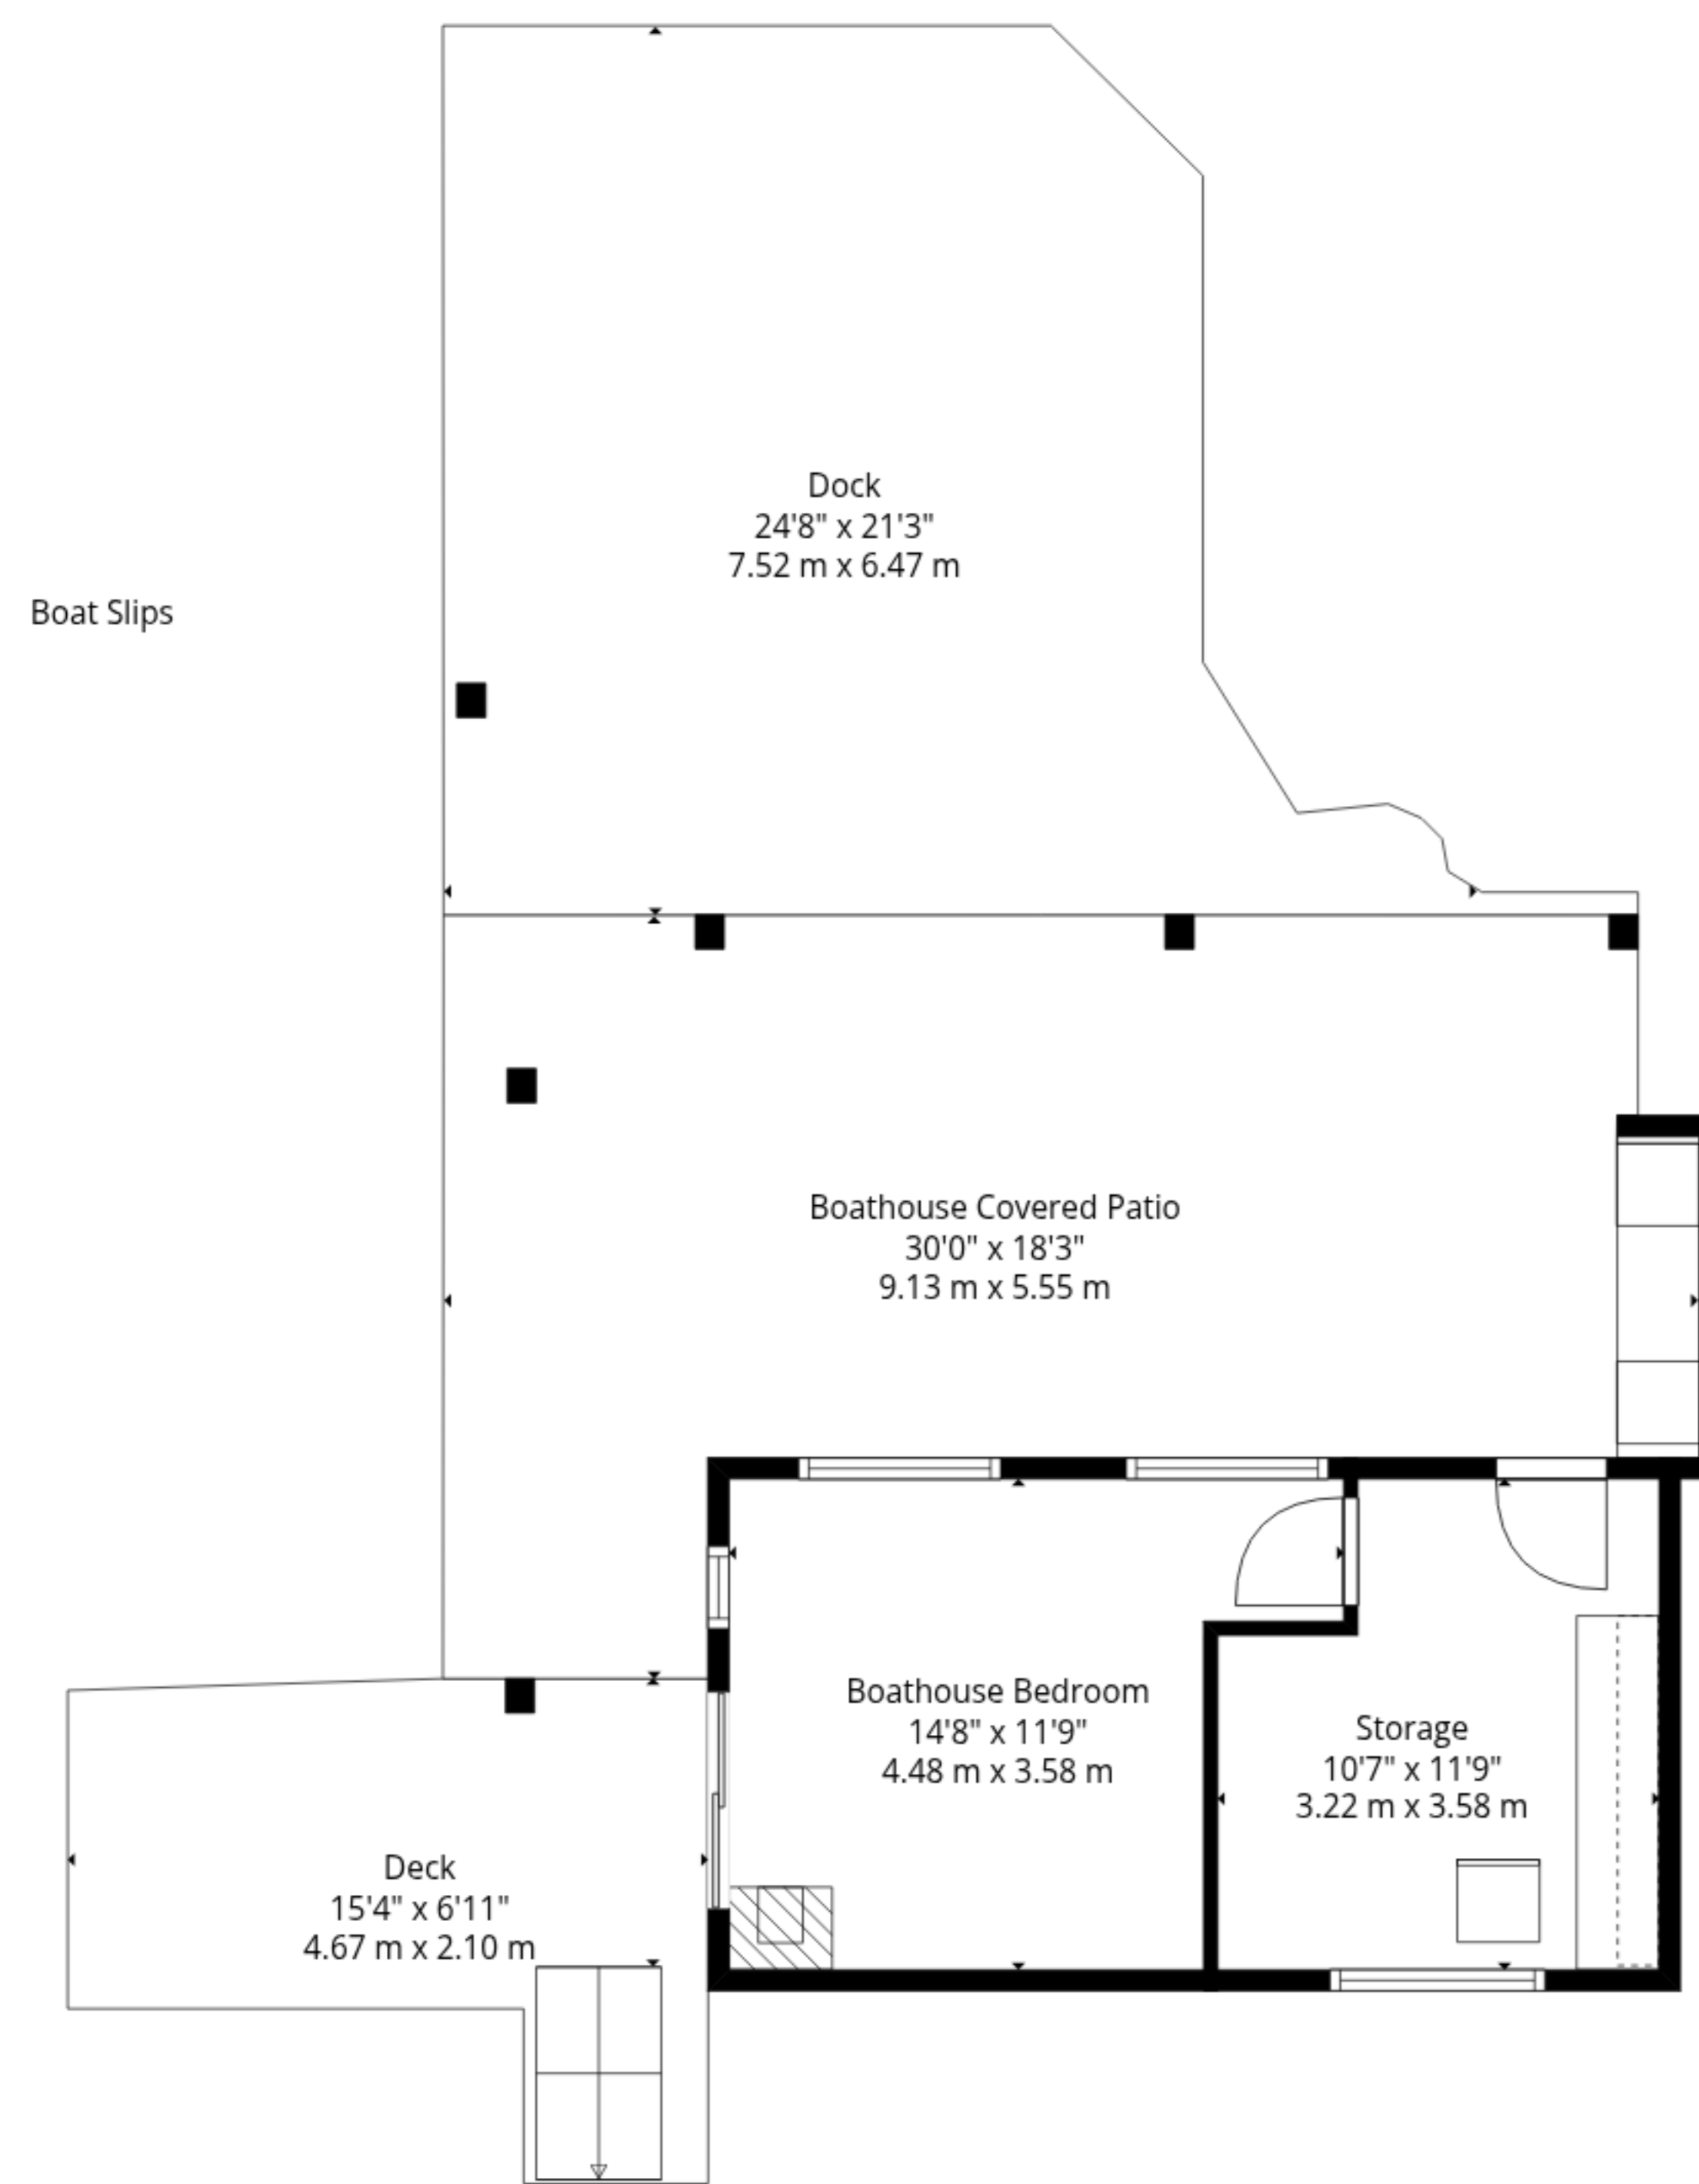 Dock
24'8" x 21'3"
7.52 m x 6.47 m
Boat Slips
Boathouse Covered Patio
30'0" x 18'3"
9.13 m x 5.55 m
Boathouse Bedroom
14'8" x 11'9"
4.48 m x 3.58 m
Storage
10'7" x 11'9"
3.22 m x 3.58 m
Deck
15'4" x 6'11"
4.67 m x 2.10 m